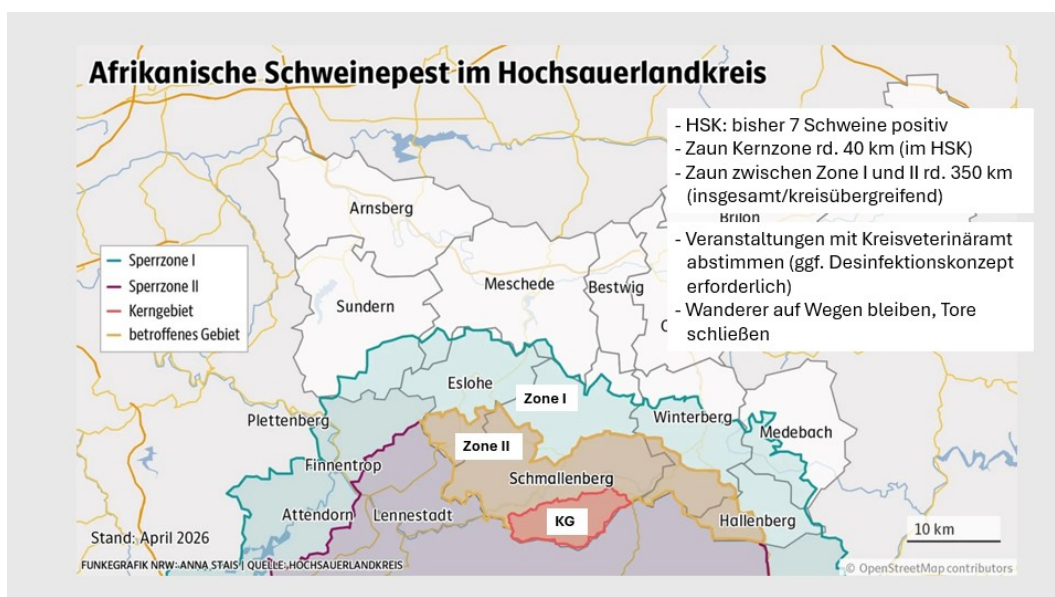 Afrikanische Schweinepest im Hochsauerlandkreis
- HSK: bisher 7 Schweine positiv
- Zaun Kernzone rd. 40 km (im HSK)
- Zaun zwischen Zone I und II rd. 350 km
(insgesamt/kreisübergreifend)
Brilon
- Veranstaltungen mit Kreisveterinäramt
abstimmen (ggf. Desinfektionskonzept
erforderlich)
- Wanderer auf Wegen bleiben, Tore
schließen
Sperrzone I
Sperrzone II
Kerngebiet
betroffenes Gebiet
Arnsberg
Sundern
Meschede
Bestwig
Eslohe
Zone I
Plettenberg
Winterberg
Medebach
Zone II
Finnentrop
Schmallenberg
Attendorn
Lennestadt
KG
Hallenberg
Stand: April 2026
10 km
FUNKEGRAFIK NRW: ANNA STAIS | QUELLE: HOCHSAUERLANDKREIS
© OpenStreetMap contributors